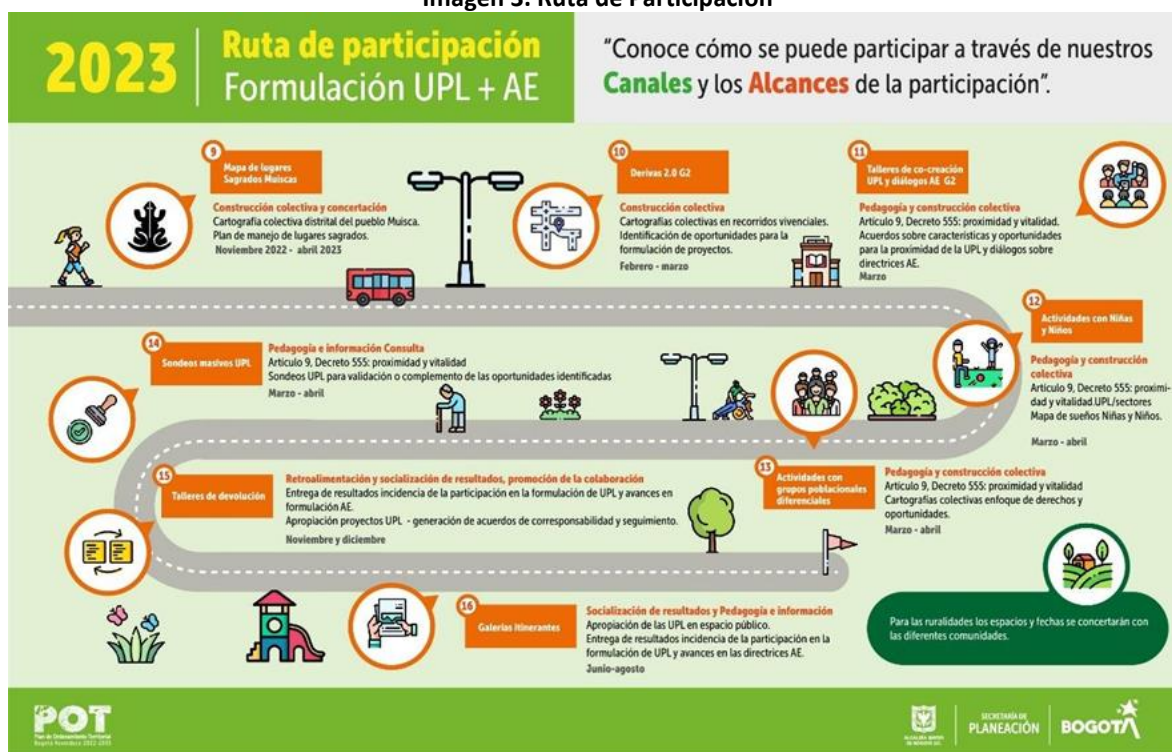 Imagen 3. Ruta de Participación
2023
Ruta de participación
Formulación UPL + AE
“Conoce cómo se puede participar a través de nuestros
Canales y los Alcances de la participación”.
9
Mapa de lugares
Sagrados Muiscas
Construcción colectiva y concertación
Cartografía colectiva distrital del pueblo Muisca.
Plan de manejo de lugares sagrados.
Noviembre 2022 - abril 2023
10
Derivas 2.0 G2
Construcción colectiva
Cartografías colectivas en recorridos vivenciales.
Identificación de oportunidades para la
formulación de proyectos.
Febrero - marzo
11
Talleres de co-creación
UPL y diálogos AE G2
Pedagogía y construcción colectiva
Artículo 9, Decreto 555: proximidad y vitalidad.
Acuerdos sobre características y oportunidades
para la proximidad de la UPL y diálogos sobre
directrices AE.
Marzo
12
Actividades con Niñas
y Niños
Pedagogía y construcción
colectiva
Artículo 9, Decreto 555: proximi-
dad y vitalidad.UPL/sectores
Mapa de sueños Niñas y Niños.
Marzo - abril
13
Actividades con
grupos poblacionales
diferenciales
Pedagogía y construcción colectiva
Artículo 9, Decreto 555: proximidad y vitalidad
Cartografías colectivas enfoque de derechos y
oportunidades.
Marzo - abril
14
Sondeos masivos UPL
Pedagogía e información Consulta
Artículo 9, Decreto 555: proximidad y vitalidad
Sondeos UPL para validación o complemento de las oportunidades identificadas
Marzo - abril
15
Talleres de devolución
Retroalimentación y socialización de resultados, promoción de la colaboración
Entrega de resultados incidencia de la participación en la formulación de UPL y avances en
formulación AE.
Apropiación proyectos UPL - generación de acuerdos de corresponsabilidad y seguimiento.
Noviembre y diciembre
16
Galerías itinerantes
Socialización de resultados y Pedagogía e información
Apropiación de las UPL en espacio público.
Entrega de resultados incidencia de la participación en la
formulación de UPL y avances en las directrices AE.
Junio-agosto
Para las ruralidades los espacios y fechas se concertarán con
las diferentes comunidades.
POT
Plan de Ordenamiento Territorial
ALCALDÍA MAYOR
DE BOGOTÁ D.C.
SECRETARÍA DE
PLANEACIÓN
BOGOTÁ